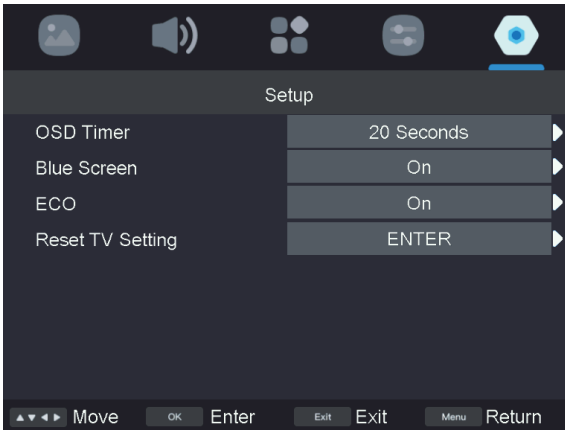 Setup
OSD Timer 20 Seconds
Blue Screen On
ECO On
Reset TV Setting ENTER
Move OK Enter Exit Exit Menu Return